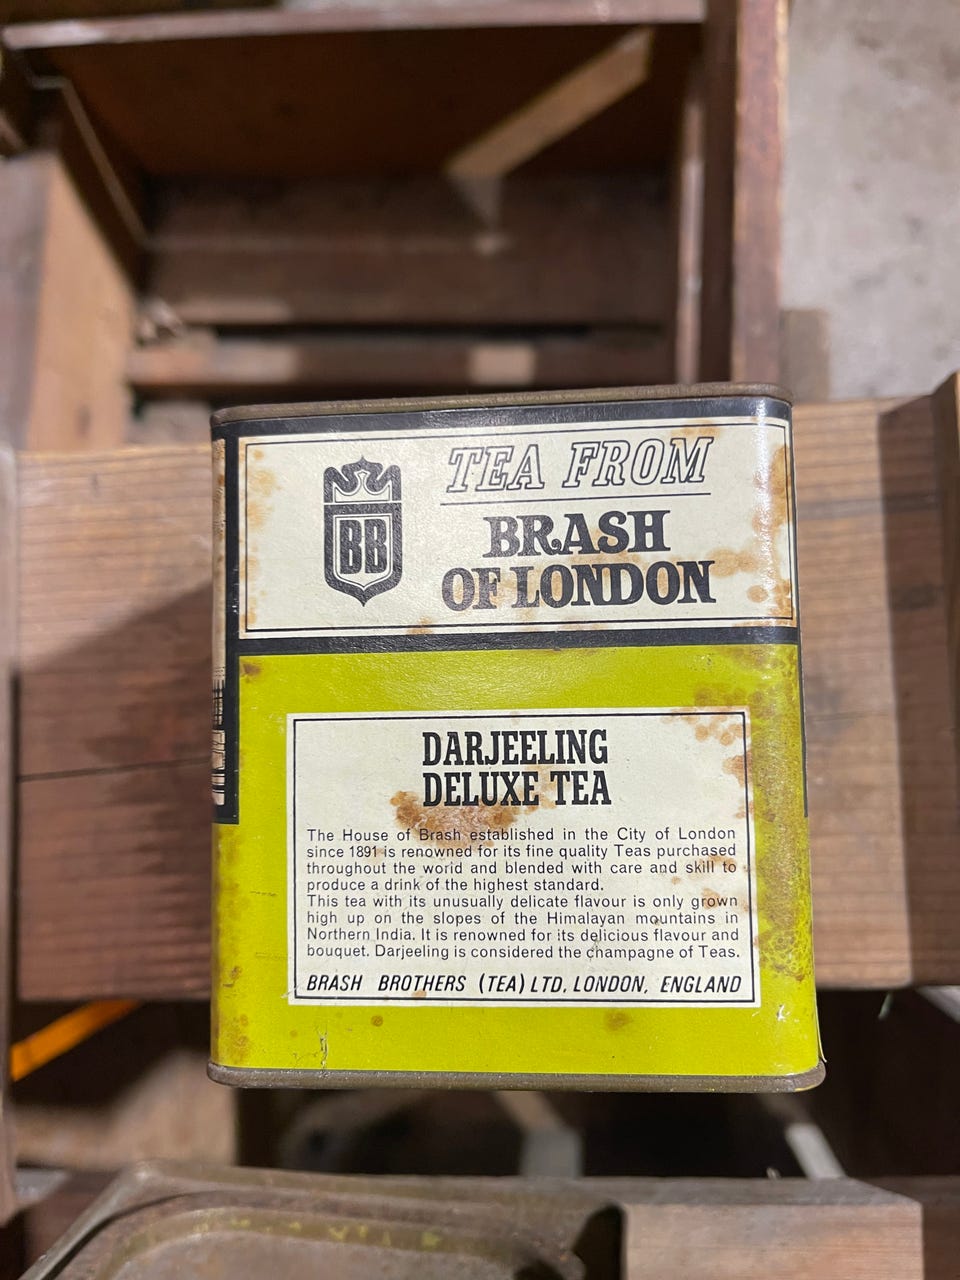 BB
TEA FROM
BRASH
OF LONDON
DARJEELING
DELUXE TEA
The House of Brash established in the City of London
since 1891 is renowned for its fine quality Teas purchased
throughout the world and blended with care and skill to
produce a drink of the highest standard.
This tea with its unusually delicate flavour is only grown
high up on the slopes of the Himalayan mountains in
Northern India. It is renowned for its delicious flavour and
bouquet. Darjeeling is considered the champagne of Teas.
BRASH BROTHERS (TEA) LTD, LONDON, ENGLAND